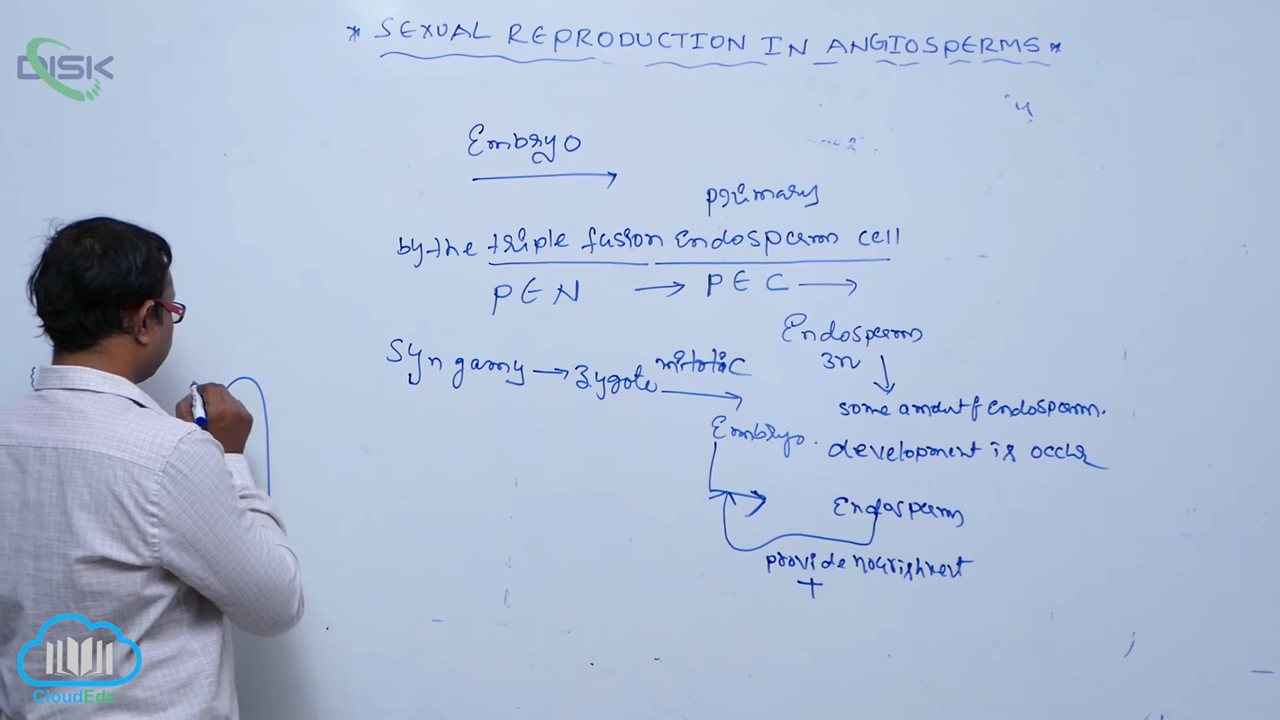 DISK
* SEXUAL REPRODUCTION IN ANGIOSPERMS *
Embryo
primary
by the triple fusion Endosperm cell
PEN → PEC →
Endosperm
3n
Syngamy → Zygote mitotic
some amount of Endosperm.
Embryo.
development is occur
Endosperm
provide nourishment
+
CloudEdz